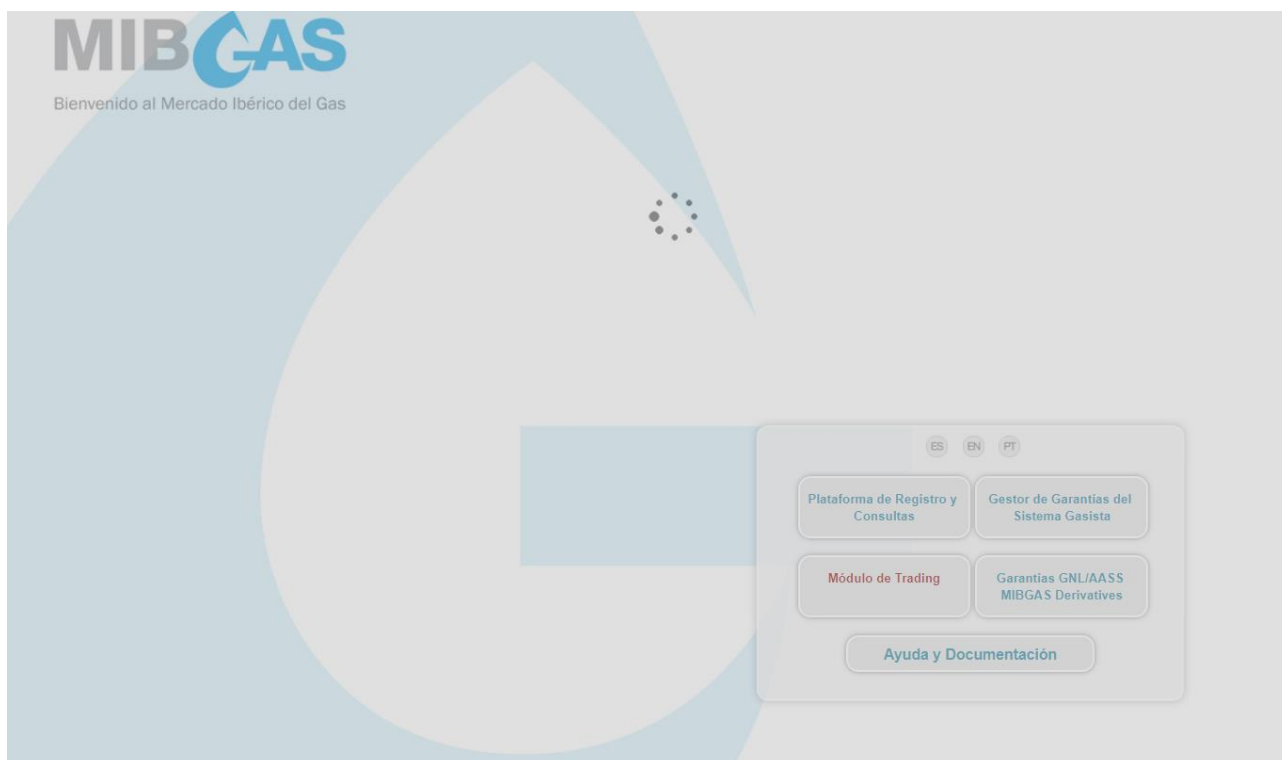 MIBGAS
Bienvenido al Mercado Ibérico del Gas
ES EN PT
Plataforma de Registro y
Consultas
Gestor de Garantías del
Sistema Gasista
Módulo de Trading
Garantías GNL/AASS
MIBGAS Derivatives
Ayuda y Documentación